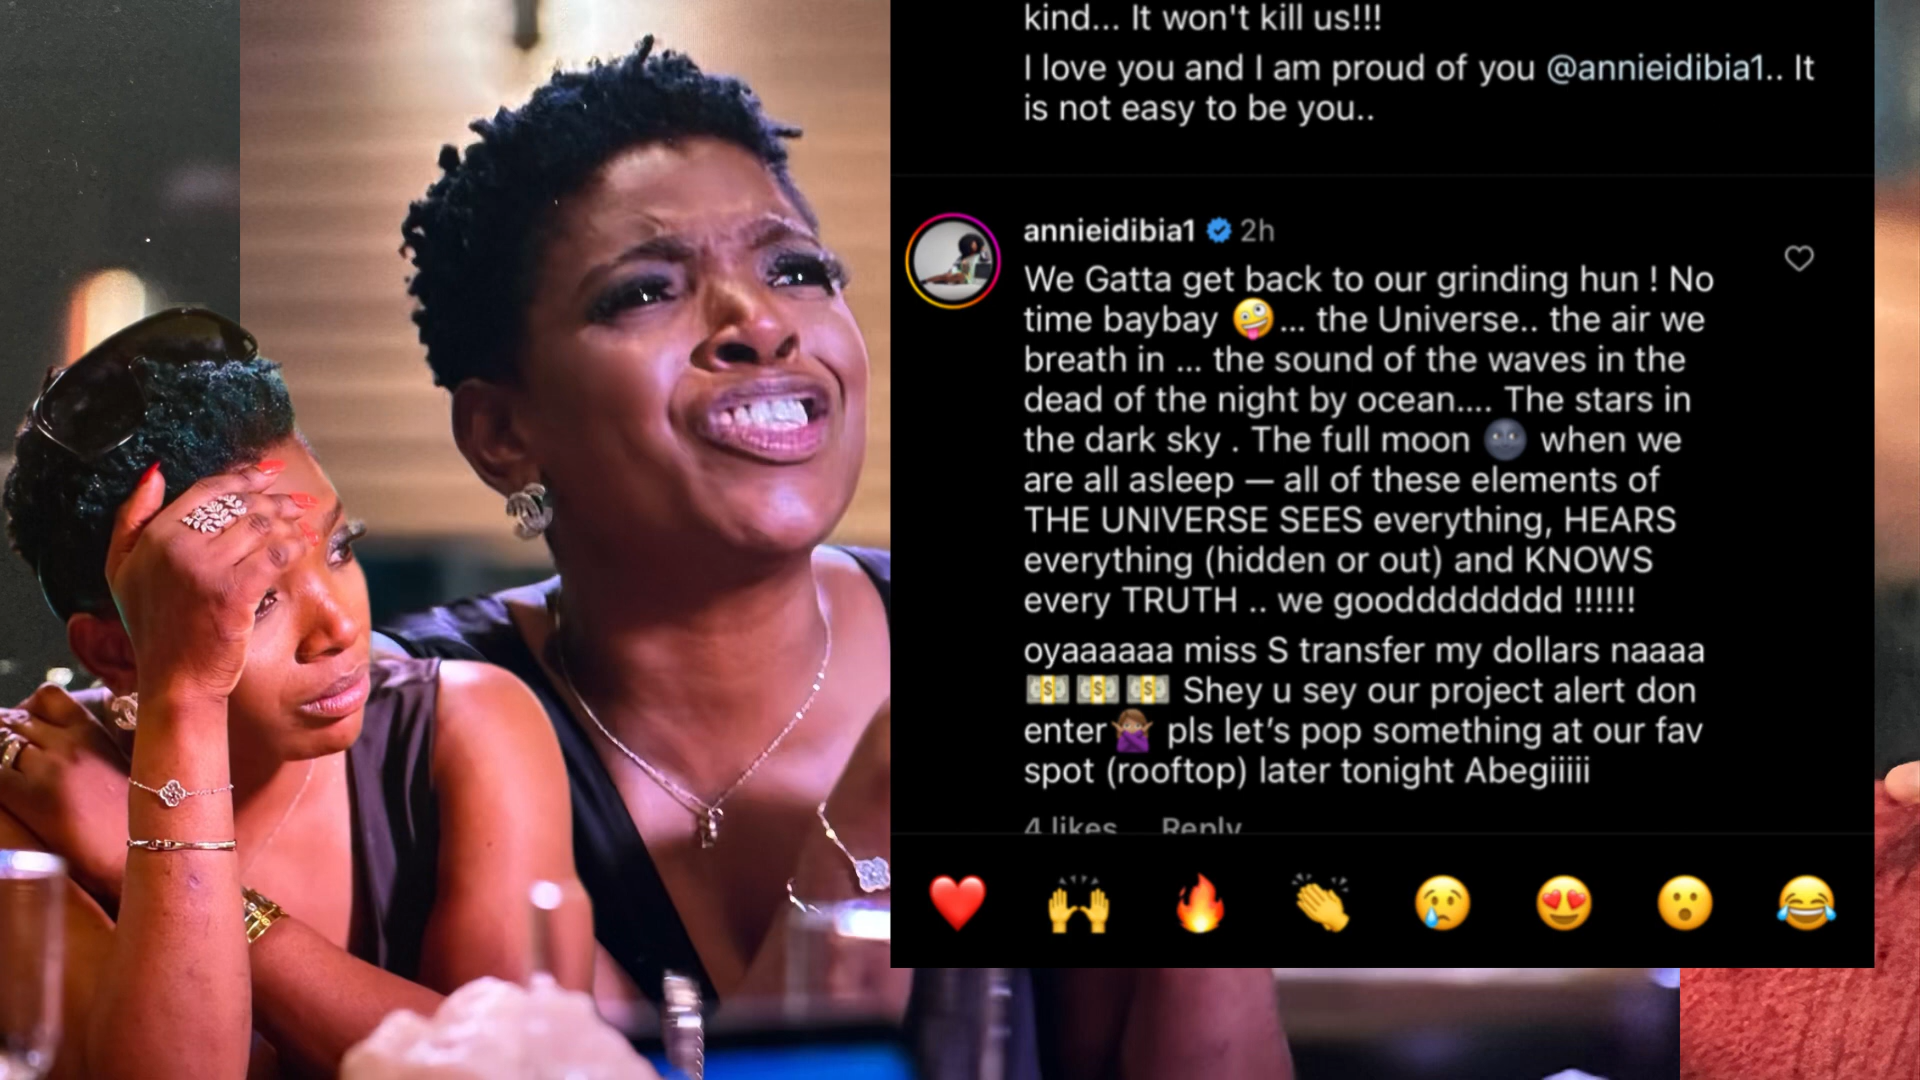 kind... It won't kill us!!!
I love you and I am proud of you @annieidibia1.. It
is not easy to be you..
annieidibia1 2h
We Gatta get back to our grinding hun ! No
time baybay 🤪... the Universe.. the air we
breath in ... the sound of the waves in the
dead of the night by ocean.... The stars in
the dark sky . The full moon 🌚 when we
are all asleep — all of these elements of
THE UNIVERSE SEES everything, HEARS
everything (hidden or out) and KNOWS
every TRUTH .. we goodddddddd !!!!!!
oyaaaaaa miss S transfer my dollars naaaa
💵💵💵 Shey u sey our project alert don
enter🙅🏽‍♀️ pls let’s pop something at our fav
spot (rooftop) later tonight Abegiiiii
4 likes Reply